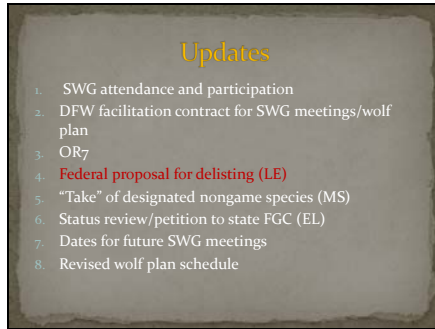 Updates
1. SWG attendance and participation
2. DFW facilitation contract for SWG meetings/wolf
plan
3. OR7
4. Federal proposal for delisting (LE)
5. “Take” of designated nongame species (MS)
6. Status review/petition to state FGC (EL)
7. Dates for future SWG meetings
8. Revised wolf plan schedule